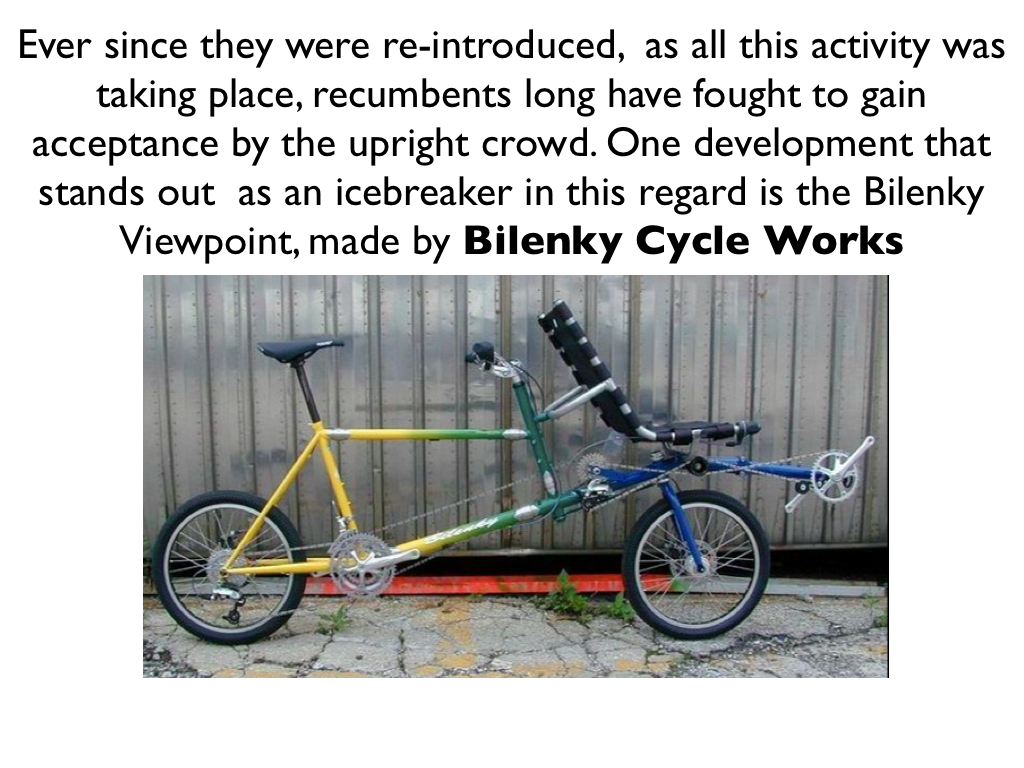 Ever since they were re-introduced,  as all this activity was
taking place, recumbents long have fought to gain
acceptance by the upright crowd. One development that
stands out  as an icebreaker in this regard is the Bilenky
Viewpoint, made by Bilenky Cycle Works
Bilenky